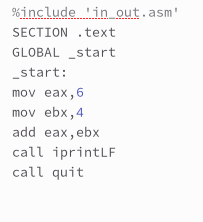 %include 'in_out.asm'
SECTION .text
GLOBAL _start
_start:
mov eax,6
mov ebx,4
add eax,ebx
call iprintLF
call quit